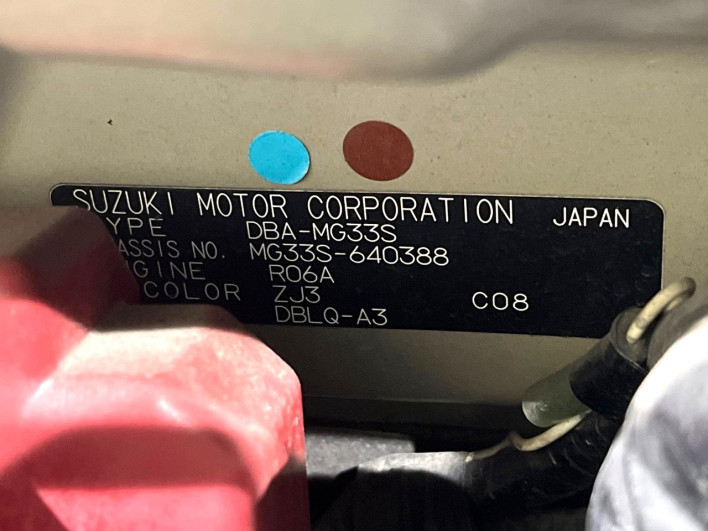 SUZUKI MOTOR CORPORATION JAPAN
YPE DBA-MG33S
ASSIS NO. MG33S-640388
GINE R06A
COLOR ZJ3 C08
DBLQ-A3